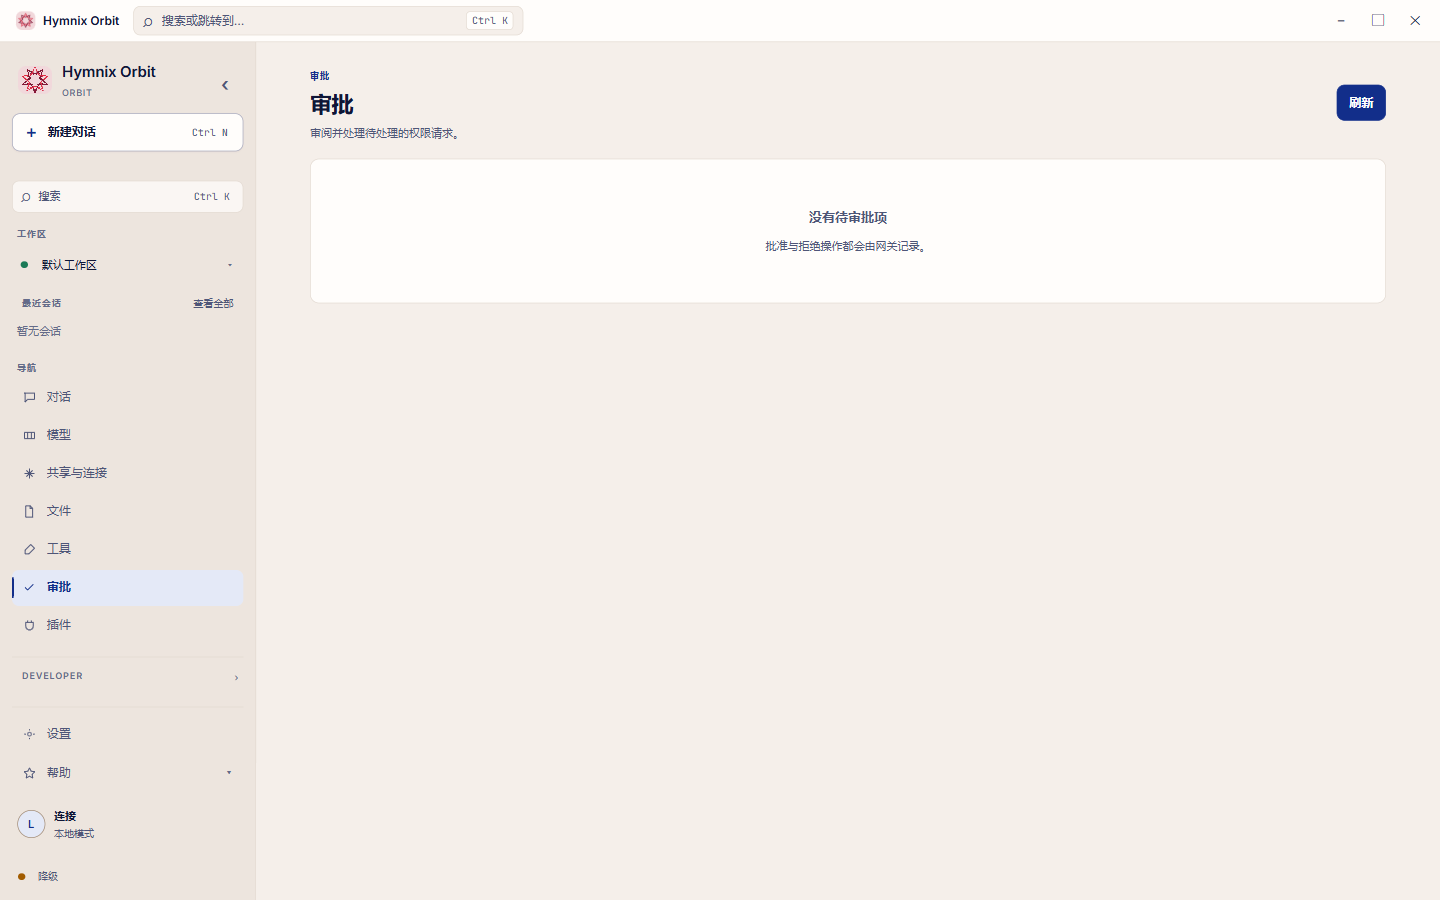 Hymnix Orbit
搜索或跳转到... Ctrl K
Hymnix Orbit
ORBIT
新建对话 Ctrl N
搜索 Ctrl K
工作区
默认工作区
最近会话 查看全部
暂无会话
导航
对话
模型
共享与连接
文件
工具
审批
插件
DEVELOPER
设置
帮助
L
连接
本地模式
降级
审批
审批
审阅并处理待处理的权限请求。
刷新
没有待审批项
批准与拒绝操作都会由网关记录。